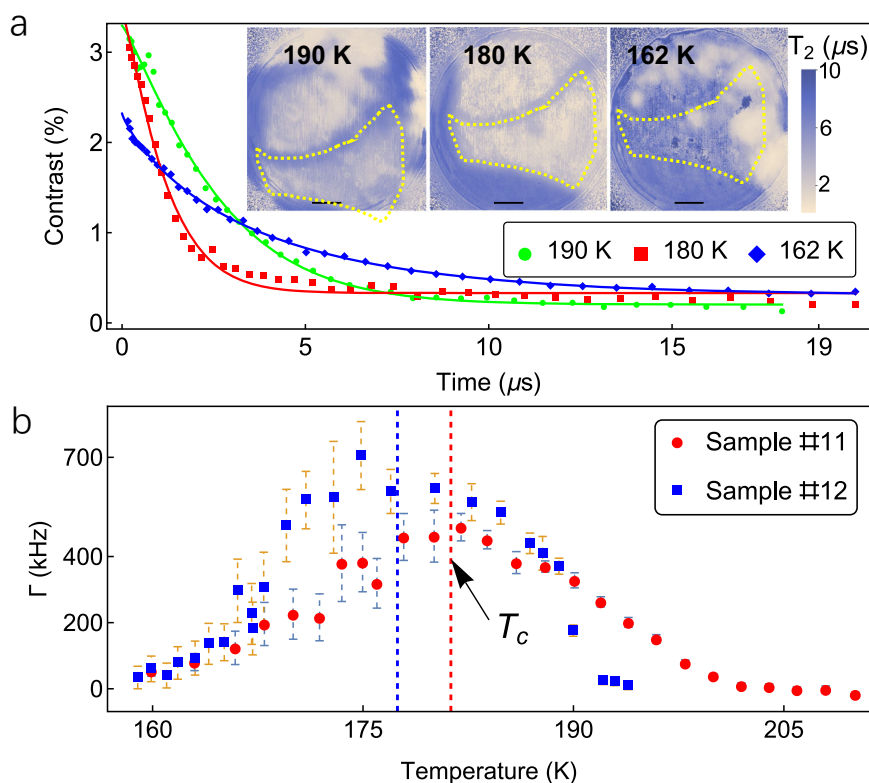 a
190 K 180 K 162 K
T₂ (μs)
10
6
2
3
2
1
0
Contrast (%)
190 K 180 K 162 K
0 5 10 15 19
Time (μs)
b
700
400
200
0
Γ (kHz)
Sample #11
Sample #12
T_c
160 175 190 205
Temperature (K)